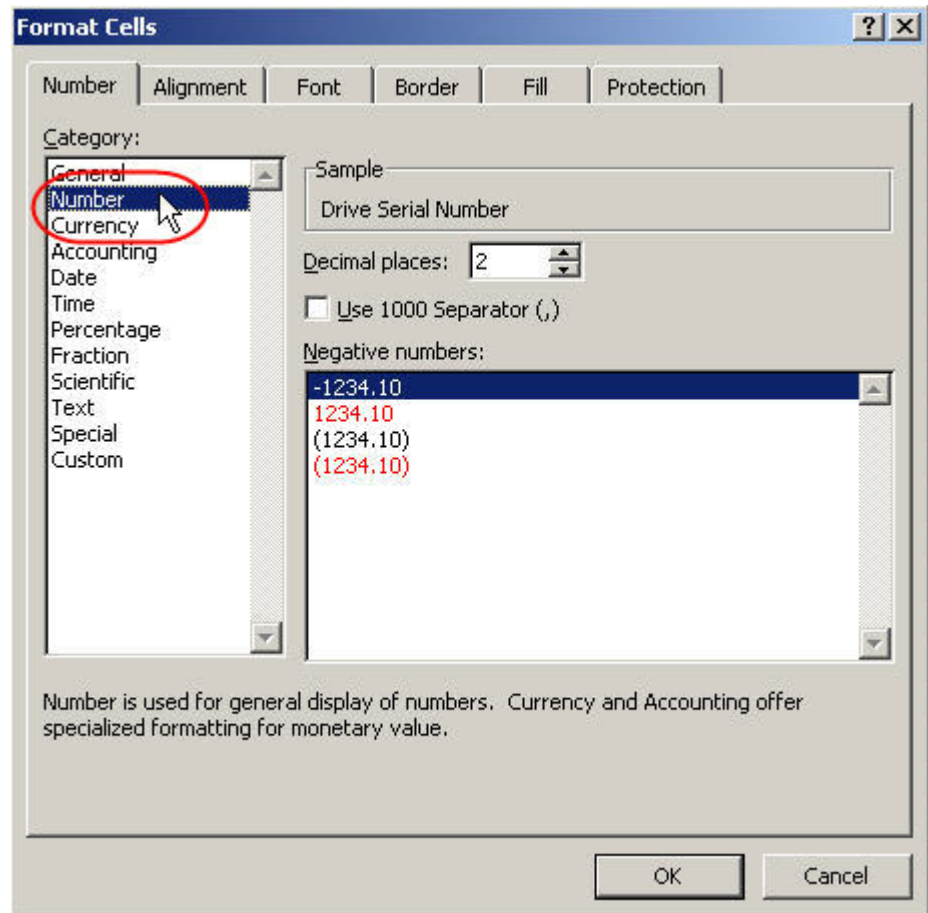 Format Cells
?
Number Alignment Font Border Fill Protection
Category:
General
Number
Currency
Accounting
Date
Time
Percentage
Fraction
Scientific
Text
Special
Custom
Sample
Drive Serial Number
Decimal places: 2
Use 1000 Separator (,)
Negative numbers:
-1234.10
1234.10
(1234.10)
(1234.10)
Number is used for general display of numbers. Currency and Accounting offer
specialized formatting for monetary value.
OK Cancel